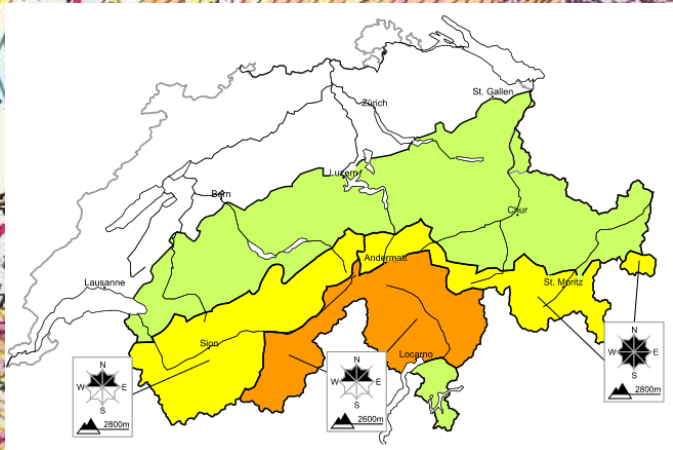 St. Gallen
Zürich
Luzern
Bern
Chur
Andermatt
Lausanne
St. Moritz
Sion
Locarno
N
W E
S
2800m
N
W E
S
2600m
N
W E
S
2800m